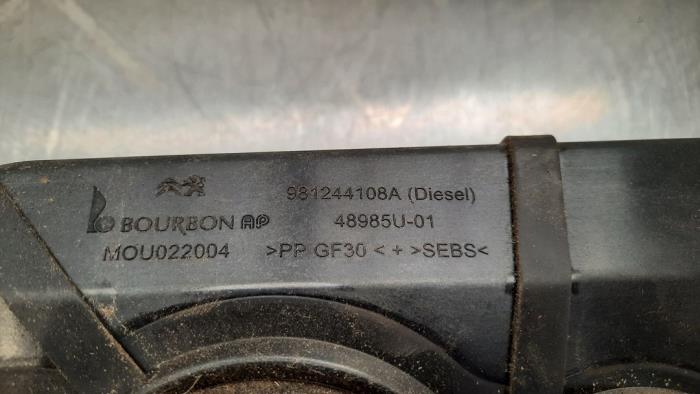 981244108A (Diesel)
BOURBON AP 48985U-01
MOU022004 >PP GF30 < + >SEBS<